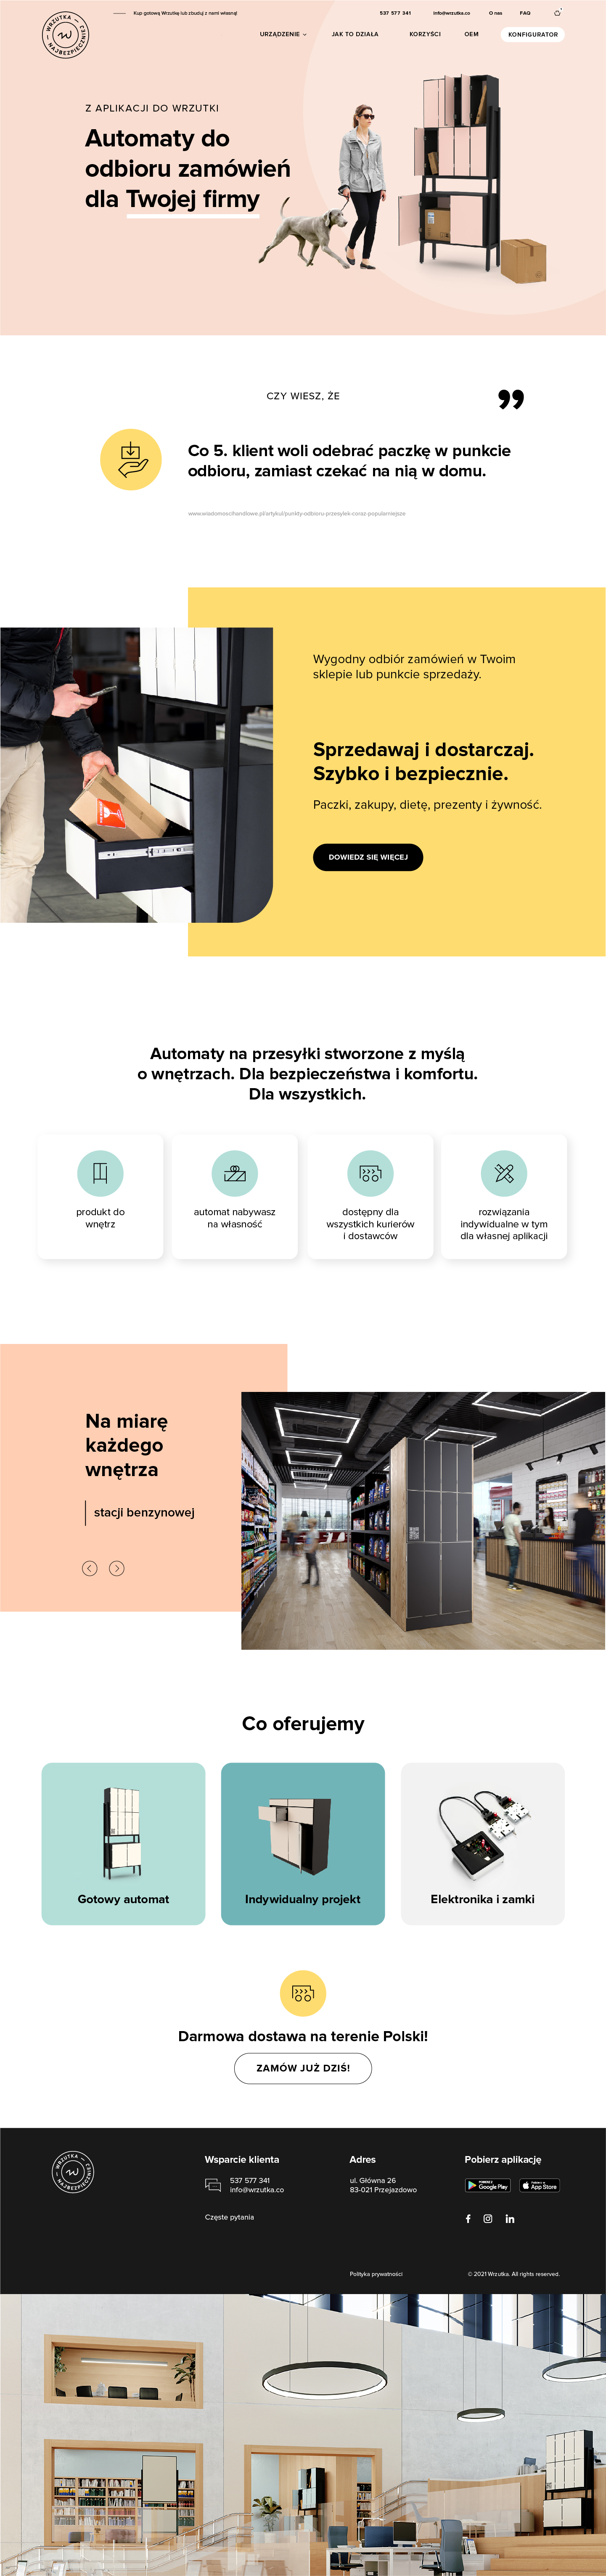 WRZUTKA
NAJBEZPIECZNIEJ
Kup gotową Wrzutkę lub zbuduj z nami własną!
537 577 341
info@wrzutka.co
O nas
FAQ
URZĄDZENIE
JAK TO DZIAŁA
KORZYŚCI
OEM
KONFIGURATOR
Z APLIKACJI DO WRZUTKI
Automaty do
odbioru zamówień
dla Twojej firmy
CZY WIESZ, ŻE
Co 5. klient woli odebrać paczkę w punkcie
odbioru, zamiast czekać na nią w domu.
www.wiadomoscihandlowe.pl/artykul/punkty-odbioru-przesylek-coraz-popularniejsze
Wygodny odbiór zamówień w Twoim
sklepie lub punkcie sprzedaży.
Sprzedawaj i dostarczaj.
Szybko i bezpiecznie.
Paczki, zakupy, dietę, prezenty i żywność.
DOWIEDZ SIĘ WIĘCEJ
Automaty na przesyłki stworzone z myślą
o wnętrzach. Dla bezpieczeństwa i komfortu.
Dla wszystkich.
produkt do
wnętrz
automat nabywasz
na własność
dostępny dla
wszystkich kurierów
i dostawców
rozwiązania
indywidualne w tym
dla własnej aplikacji
Na miarę
każdego
wnętrza
stacji benzynowej
Co oferujemy
Gotowy automat
Indywidualny projekt
Elektronika i zamki
Darmowa dostawa na terenie Polski!
ZAMÓW JUŻ DZIŚ!
WRZUTKA
NAJBEZPIECZNIEJ
Wsparcie klienta
537 577 341
info@wrzutka.co
Częste pytania
Adres
ul. Główna 26
83-021 Przejazdowo
Pobierz aplikację
POBIERZ Z
Google Play
Pobierz w
App Store
Polityka prywatności
© 2021 Wrzutka. All rights reserved.